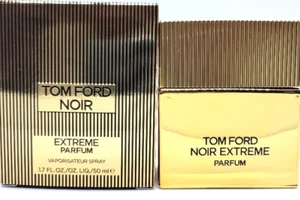 TOM FORD
NOIR
EXTREME
PARFUM
VAPORISATEUR SPRAY
1.7 FL.OZ./OZ.LIQ./50 ml ℮
TOM FORD
NOIR EXTREME
PARFUM